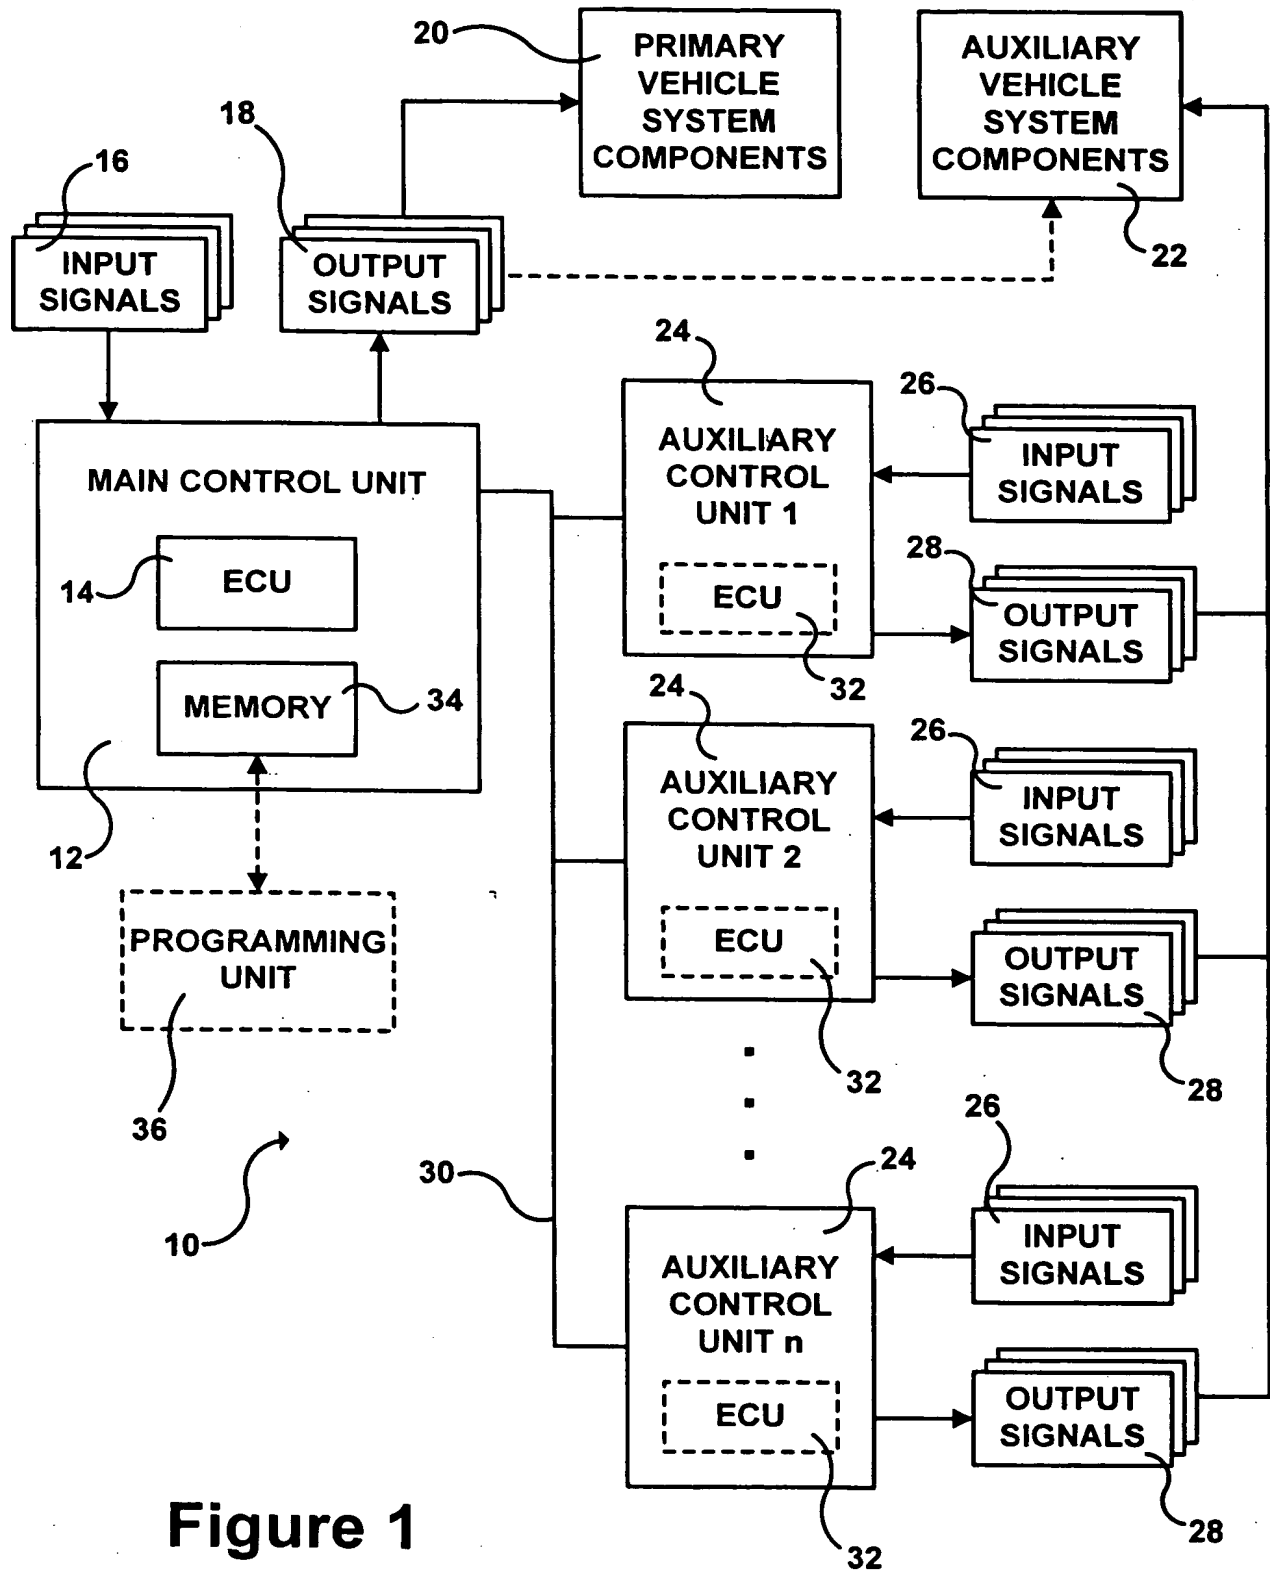 20
PRIMARY
VEHICLE
SYSTEM
COMPONENTS
AUXILIARY
VEHICLE
SYSTEM
COMPONENTS
22
16
INPUT
SIGNALS
18
OUTPUT
SIGNALS
MAIN CONTROL UNIT
14
ECU
MEMORY
34
12
PROGRAMMING
UNIT
36
10
30
24
AUXILIARY
CONTROL
UNIT 1
ECU
32
26
INPUT
SIGNALS
28
OUTPUT
SIGNALS
24
AUXILIARY
CONTROL
UNIT 2
ECU
32
26
INPUT
SIGNALS
OUTPUT
SIGNALS
28
24
AUXILIARY
CONTROL
UNIT n
ECU
32
26
INPUT
SIGNALS
OUTPUT
SIGNALS
28
Figure 1